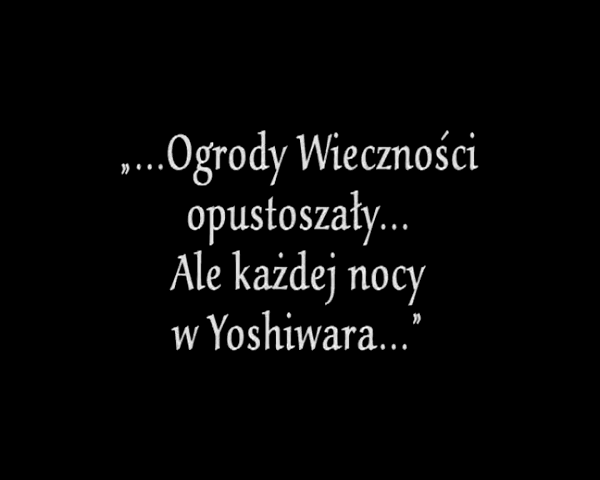 „...Ogrody Wieczności
opustoszały...
Ale każdej nocy
w Yoshiwara...”